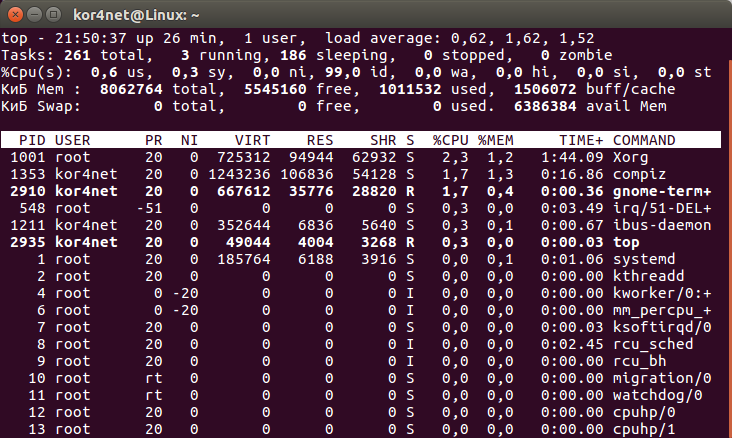 kor4net@Linux: ~
top - 21:50:37 up 26 min,  1 user,  load average: 0,62, 1,62, 1,52
Tasks: 261 total,   3 running, 186 sleeping,   0 stopped,   0 zombie
%Cpu(s):  0,6 us,  0,3 sy,  0,0 ni, 99,0 id,  0,0 wa,  0,0 hi,  0,0 si,  0,0 st
КиБ Mem :  8062764 total,  5545160 free,  1011532 used,  1506072 buff/cache
КиБ Swap:        0 total,        0 free,        0 used.  6386384 avail Mem
PID USER      PR  NI    VIRT    RES    SHR S  %CPU %MEM     TIME+ COMMAND
1001 root      20   0  725312  94944  62932 S   2,3  1,2   1:44.09 Xorg
1353 kor4net   20   0 1243236 106836  54128 S   1,7  1,3   0:16.86 compiz
2910 kor4net   20   0  667612  35776  28820 R   1,7  0,4   0:00.36 gnome-term+
548 root     -51   0       0      0      0 S   0,3  0,0   0:03.49 irq/51-DEL+
1211 kor4net   20   0  352644   6836   5640 S   0,3  0,1   0:00.67 ibus-daemon
2935 kor4net   20   0   49044   4004   3268 R   0,3  0,0   0:00.03 top
1 root      20   0  185764   6188   3916 S   0,0  0,1   0:01.06 systemd
2 root      20   0       0      0      0 S   0,0  0,0   0:00.00 kthreadd
4 root       0 -20       0      0      0 I   0,0  0,0   0:00.00 kworker/0:+
6 root       0 -20       0      0      0 I   0,0  0,0   0:00.00 mm_percpu_+
7 root      20   0       0      0      0 S   0,0  0,0   0:00.03 ksoftirqd/0
8 root      20   0       0      0      0 I   0,0  0,0   0:02.45 rcu_sched
9 root      20   0       0      0      0 I   0,0  0,0   0:00.00 rcu_bh
10 root      rt   0       0      0      0 S   0,0  0,0   0:00.00 migration/0
11 root      rt   0       0      0      0 S   0,0  0,0   0:00.00 watchdog/0
12 root      20   0       0      0      0 S   0,0  0,0   0:00.00 cpuhp/0
13 root      20   0       0      0      0 S   0,0  0,0   0:00.00 cpuhp/1